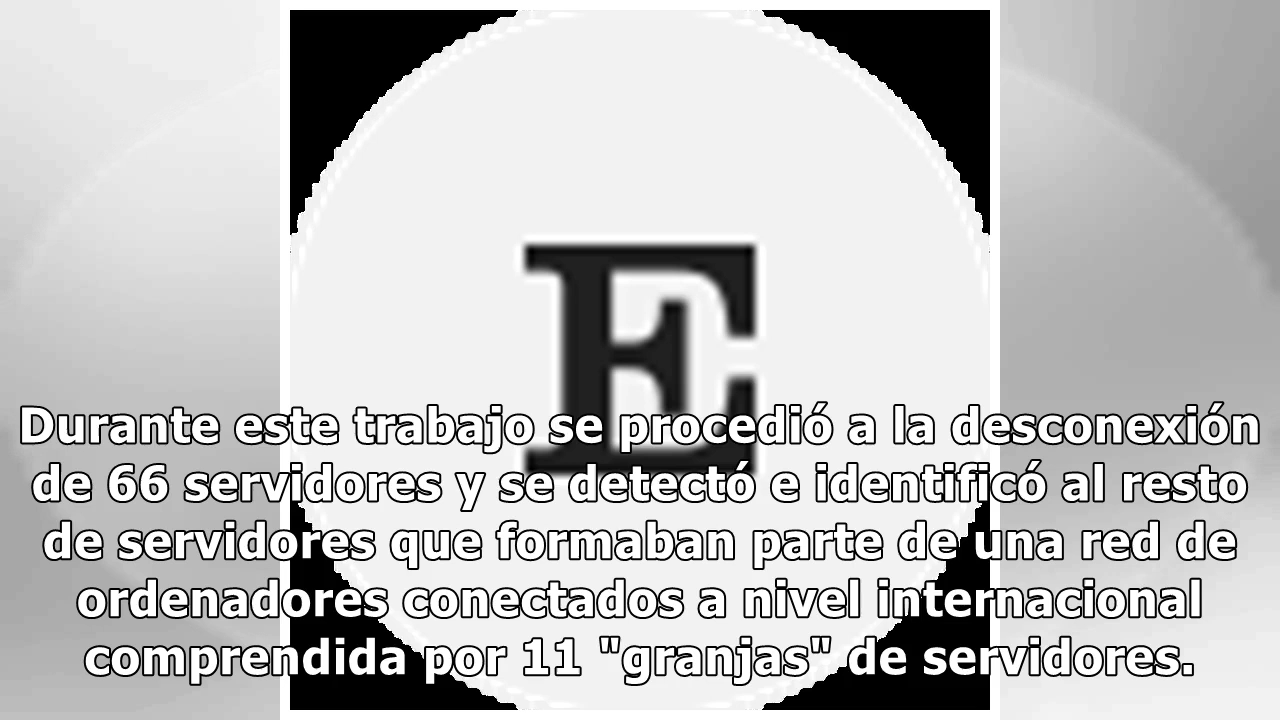 E
Durante este trabajo se procedió a la desconexión
de 66 servidores y se detectó e identificó al resto
de servidores que formaban parte de una red de
ordenadores conectados a nivel internacional
comprendida por 11 "granjas" de servidores.